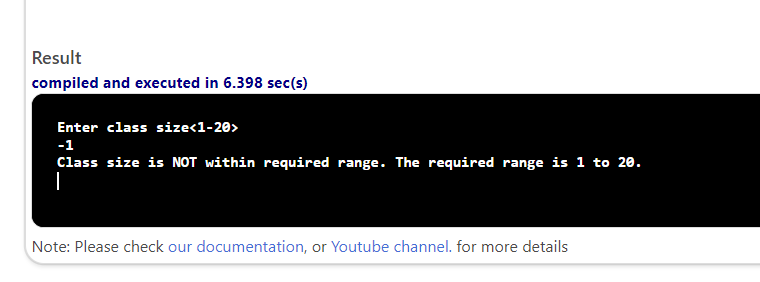 Result
compiled and executed in 6.398 sec(s)
Enter class size<1-20>
-1
Class size is NOT within required range. The required range is 1 to 20.
Note: Please check our documentation, or Youtube channel. for more details